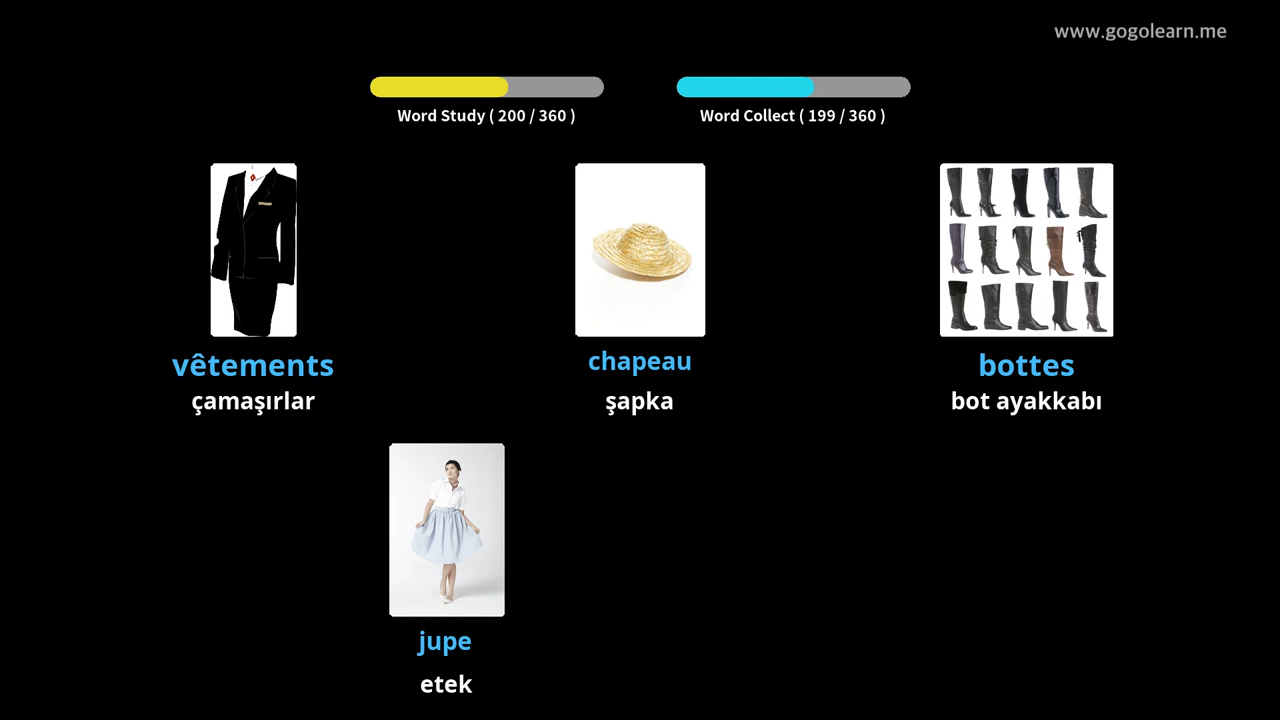 www.gogolearn.me
Word Study ( 200 / 360 )
Word Collect ( 199 / 360 )
vêtements
çamaşırlar
chapeau
şapka
bottes
bot ayakkabı
jupe
etek